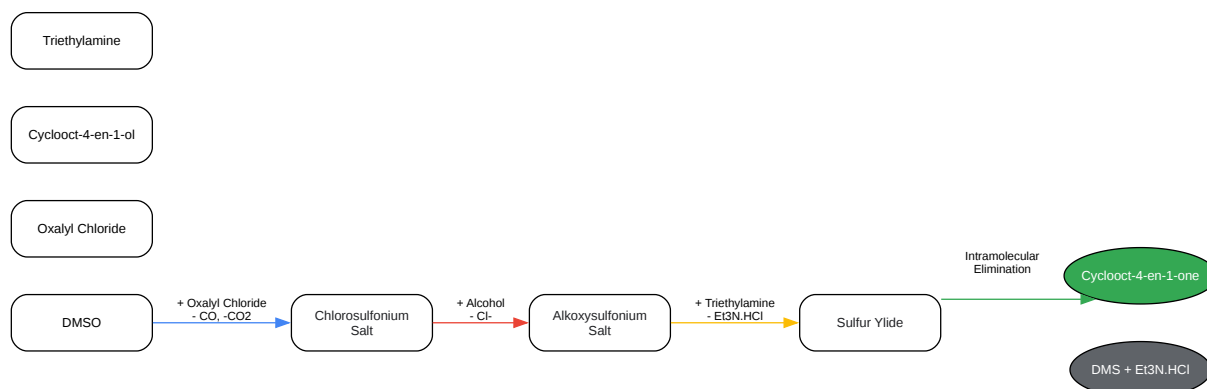 Triethylamine
Cyclooct-4-en-1-ol
Oxalyl Chloride
Intramolecular
Elimination
Cyclooct-4-en-1-one
DMSO
+ Oxalyl Chloride
- CO, -CO2
Chlorosulfonium
Salt
+ Alcohol
- Cl-
Alkoxysulfonium
Salt
+ Triethylamine
- Et3N.HCl
Sulfur Ylide
DMS + Et3N.HCl